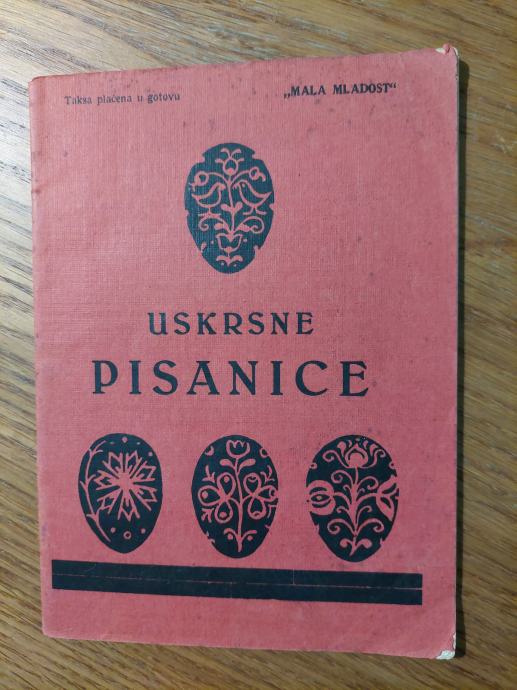 Taksa plaćena u gotovu
„MALA MLADOST“
USKRSNE
PISANICE